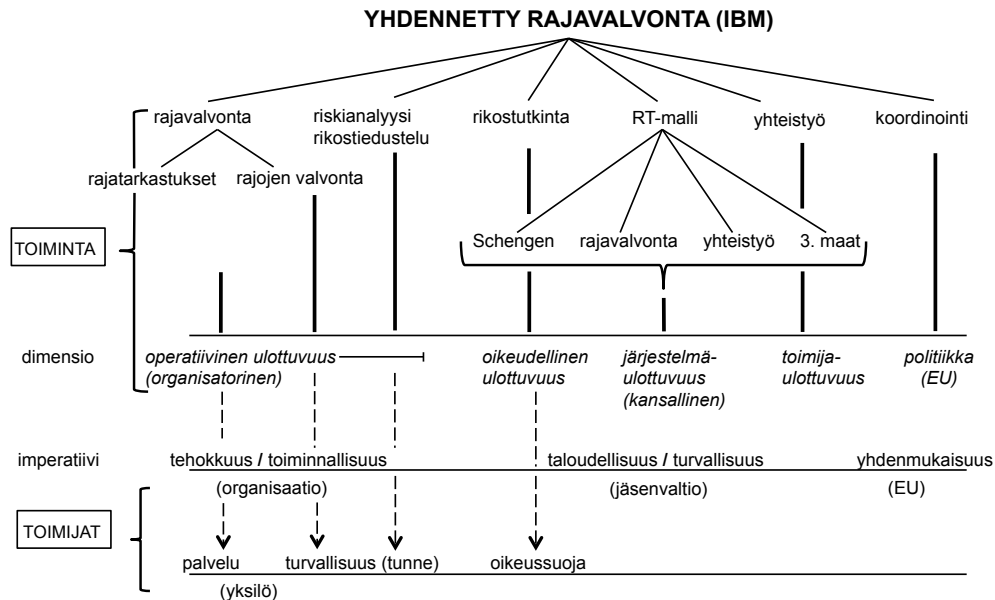 YHDENNETTY RAJAVALVONTA (IBM)
rajavalvonta
riskianalyysi
rikostiedustelu
rikostutkinta
RT-malli
yhteistyö
koordinointi
rajatarkastukset
rajojen valvonta
TOIMINTA
Schengen
rajavalvonta
yhteistyö
3. maat
dimensio
operatiivinen ulottuvuus
(organisatorinen)
oikeudellinen
ulottuvuus
järjestelmä-
ulottuvuus
(kansallinen)
toimija-
ulottuvuus
politiikka
(EU)
imperatiivi
tehokkuus / toiminnallisuus
taloudellisuus / turvallisuus
yhdenmukaisuus
(organisaatio)
(jäsenvaltio)
(EU)
TOIMIJAT
palvelu
turvallisuus (tunne)
oikeussuoja
(yksilö)